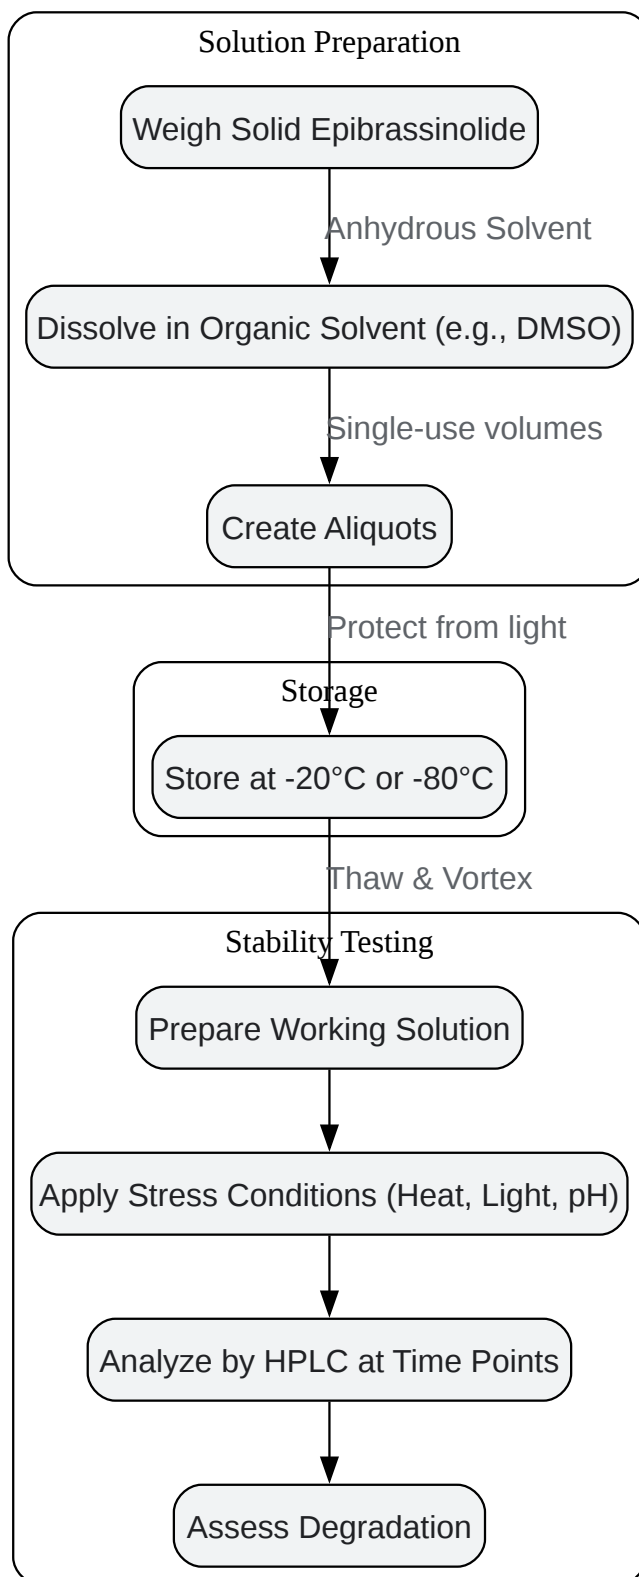 Solution Preparation
Weigh Solid Epibrassinolide
Anhydrous Solvent
Dissolve in Organic Solvent (e.g., DMSO)
Single-use volumes
Create Aliquots
Protect from light
Storage
Store at -20°C or -80°C
Thaw & Vortex
Stability Testing
Prepare Working Solution
Apply Stress Conditions (Heat, Light, pH)
Analyze by HPLC at Time Points
Assess Degradation